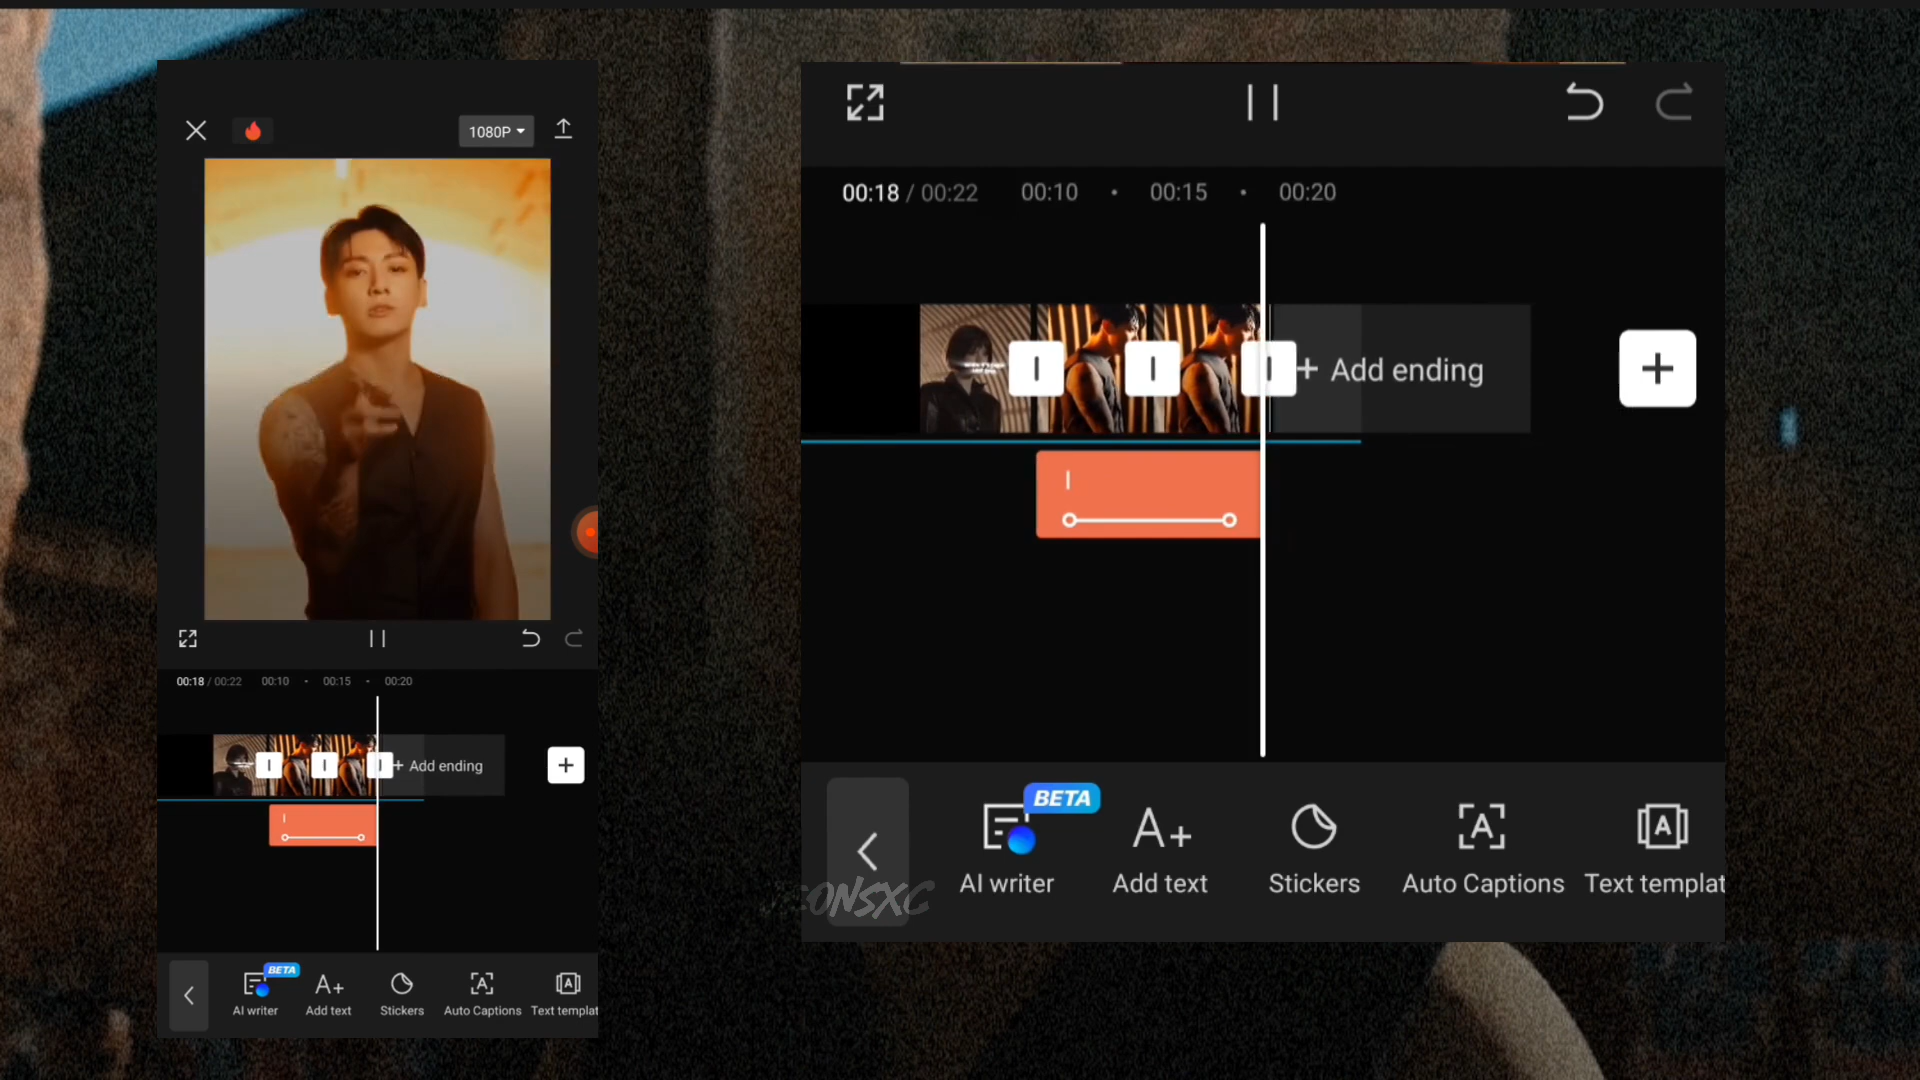 1080P
00:18 / 00:22 00:10 00:15 00:20
Add ending
BETA
AI writer
Add text
Stickers
Auto Captions
Text templat
00:18 / 00:22 00:10 00:15 00:20
+ Add ending
BETA
AI writer
Add text
Stickers
Auto Captions
Text templat